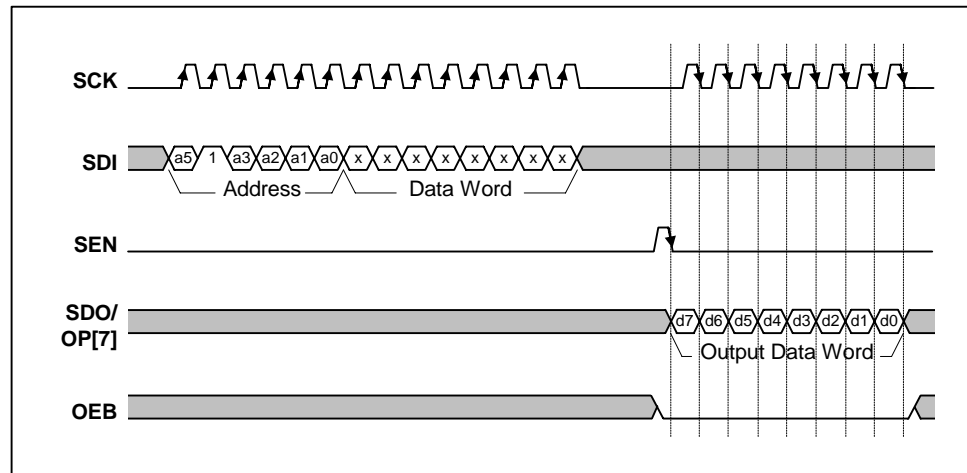 SCK
SDI a5 1 a3 a2 a1 a0 x x x x x x x x
Address Data Word
SEN
SDO/
OP[7] d7 d6 d5 d4 d3 d2 d1 d0
Output Data Word
OEB